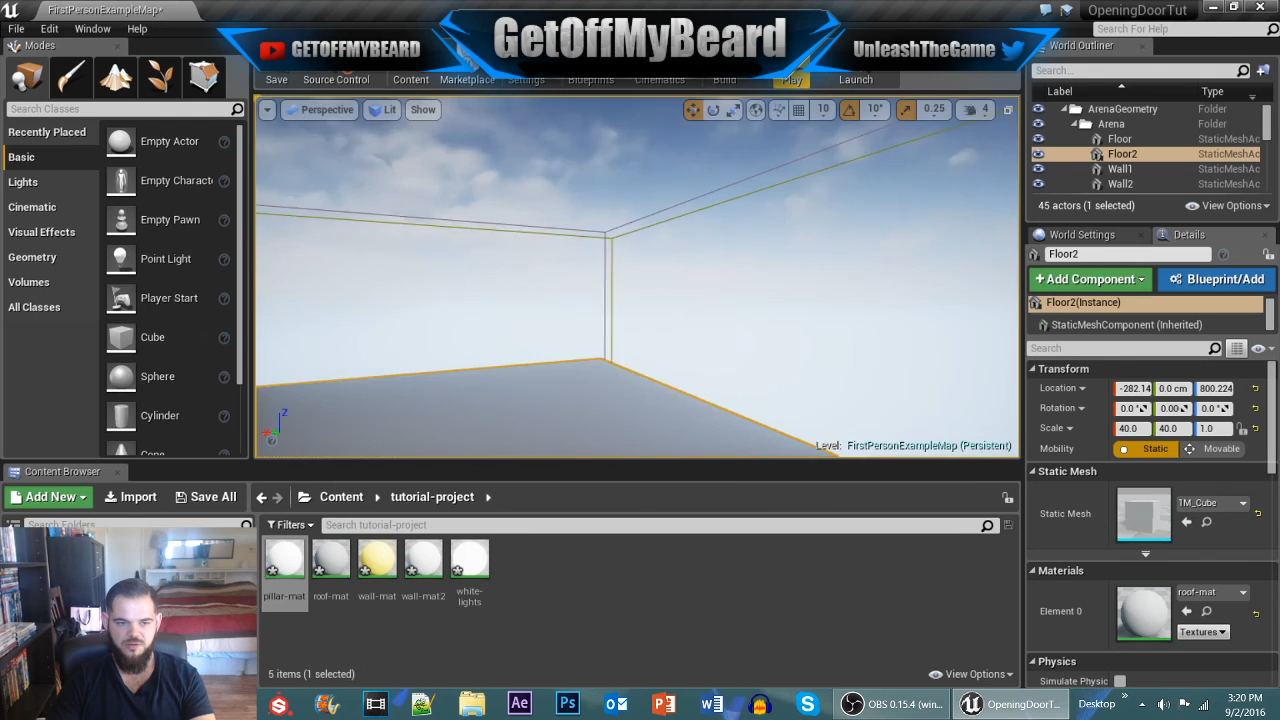 FirstPersonExampleMap*
OpeningDoorTut
File Edit Window Help
GETOFFMYBEARD
GetOffMyBeard
UnleashTheGame
Search For Help
Modes
World Outliner
Save Source Control Content Marketplace Settings Blueprints Cinematics Build Play Launch
Search...
Label Type
Search Classes
Perspective Lit Show
10 10° 0.25 4
ArenaGeometry Folder
Arena Folder
Floor StaticMeshAc
Floor2 StaticMeshAc
Wall1 StaticMeshAc
Wall2 StaticMeshAc
45 actors (1 selected) View Options
Recently Placed
Basic
Lights
Cinematic
Visual Effects
Geometry
Volumes
All Classes
Empty Actor
Empty Characte
Empty Pawn
Point Light
Player Start
Cube
Sphere
Cylinder
Cone
World Settings Details
Floor2
+Add Component Blueprint/Add
Floor2(Instance)
StaticMeshComponent (Inherited)
Search
Transform
Location -282.14 0.0 cm 800.224
Rotation 0.0 ° 0.00 0.0 °
Scale 40.0 40.0 1.0
Mobility Static Movable
Z
Level: FirstPersonExampleMap (Persistent)
Static Mesh
Static Mesh 1M_Cube
Materials
Element 0 roof-mat
Textures
Physics
Simulate Physic
Content Browser
Add New Import Save All Content tutorial-project
Search Folders
Filters Search tutorial-project
pillar-mat roof-mat wall-mat wall-mat2 white-
lights
5 items (1 selected) View Options
Ae Ps OBS 0.15.4 (win... OpeningDoorT... Desktop
3:20 PM
9/2/2016